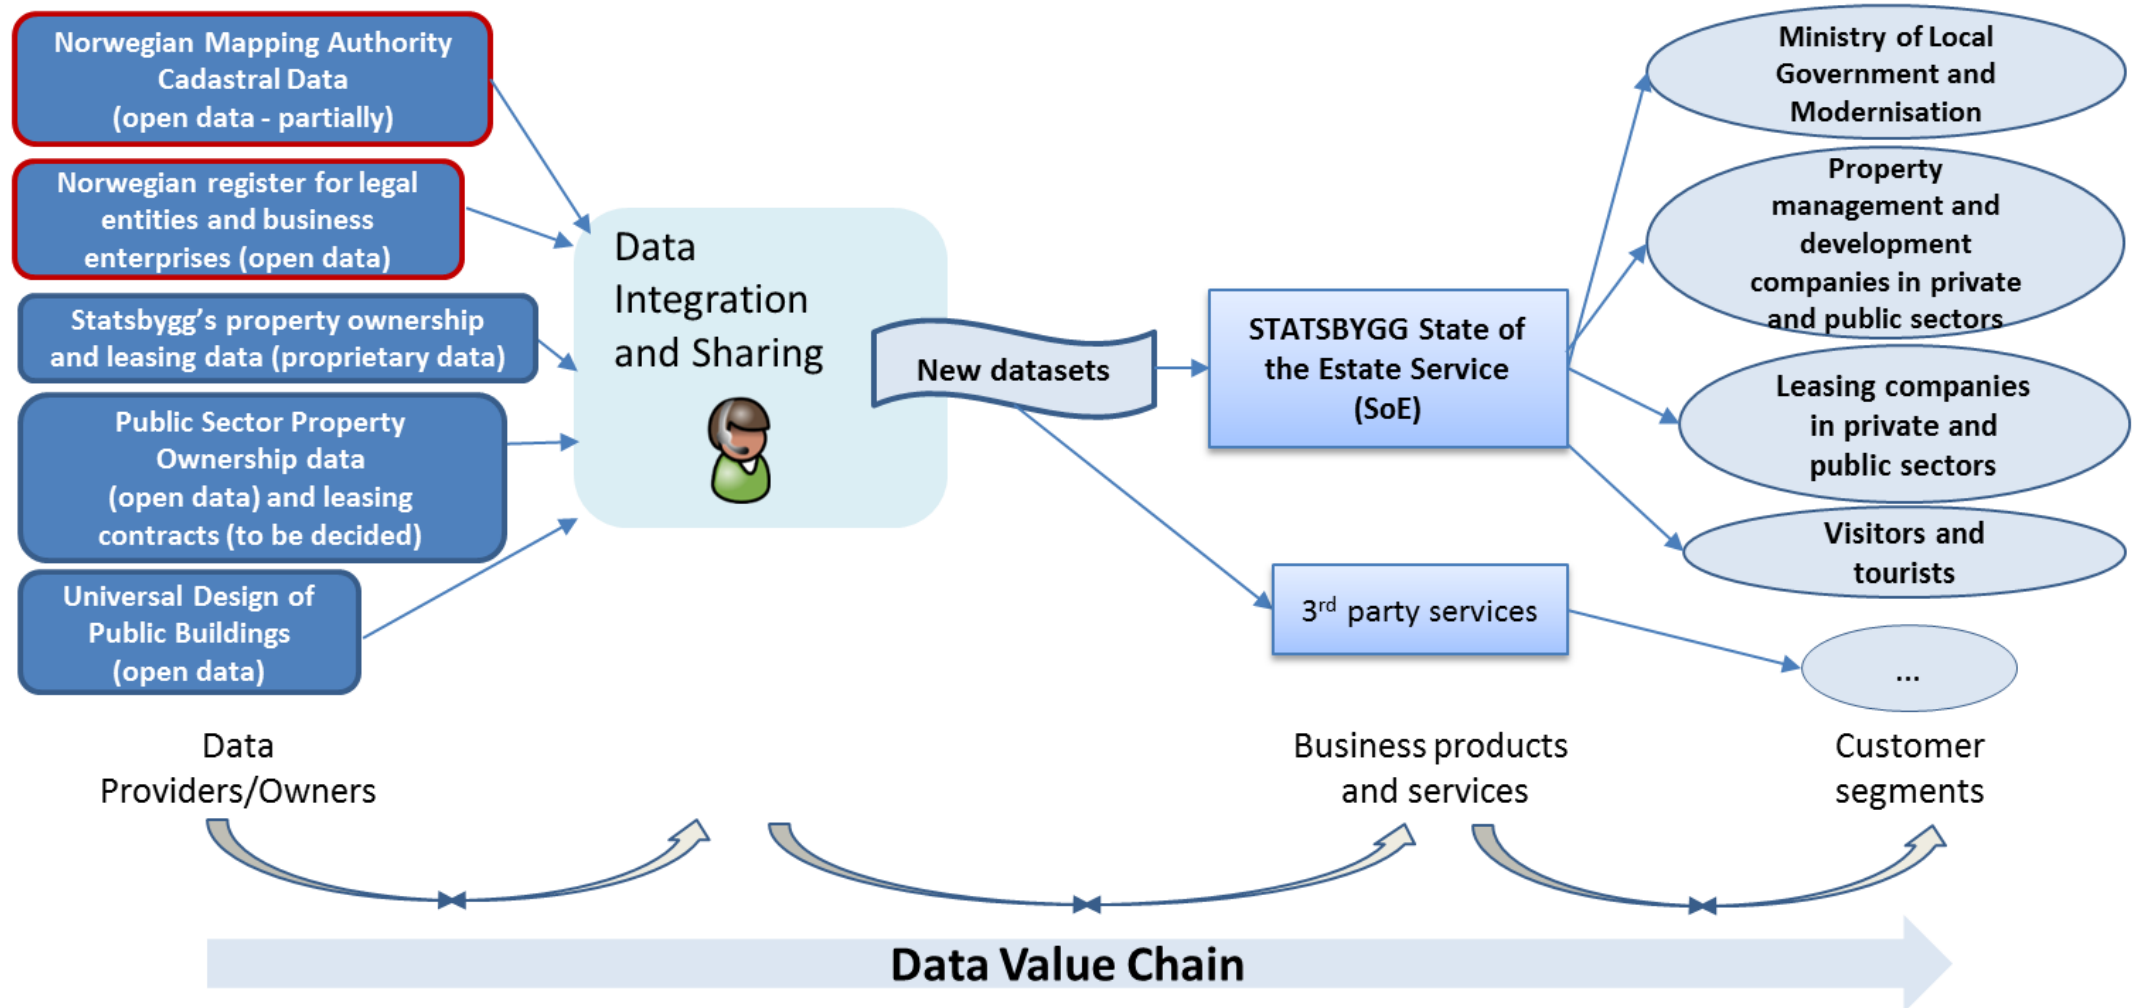 Norwegian Mapping Authority
Cadastral Data
(open data - partially)
Norwegian register for legal
entities and business
enterprises (open data)
Statsbygg’s property ownership
and leasing data (proprietary data)
Public Sector Property
Ownership data
(open data) and leasing
contracts (to be decided)
Universal Design of
Public Buildings
(open data)
Data
Integration
and Sharing
New datasets
STATSBYGG State of
the Estate Service
(SoE)
3rd party services
Ministry of Local
Government and
Modernisation
Property
management and
development
companies in private
and public sectors
Leasing companies
in private and
public sectors
Visitors and
tourists
...
Data
Providers/Owners
Business products
and services
Customer
segments
Data Value Chain